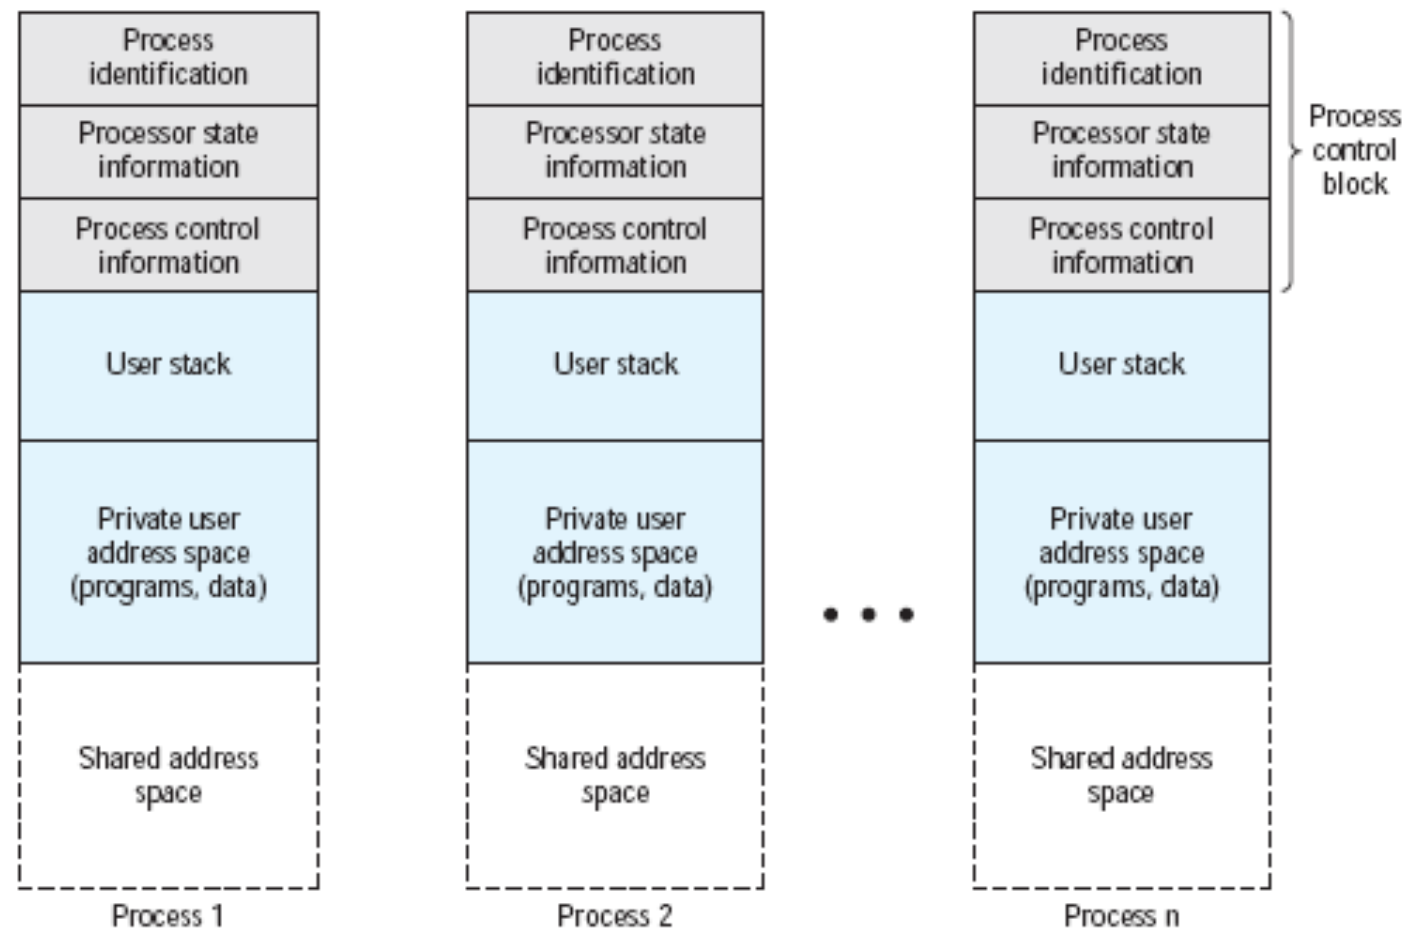 Process
identification
Processor state
information
Process control
information
User stack
Private user
address space
(programs, data)
Shared address
space
Process 1
Process
identification
Processor state
information
Process control
information
User stack
Private user
address space
(programs, data)
Shared address
space
Process 2
Process
identification
Processor state
information
Process control
information
User stack
Private user
address space
(programs, data)
Shared address
space
Process n
Process
control
block